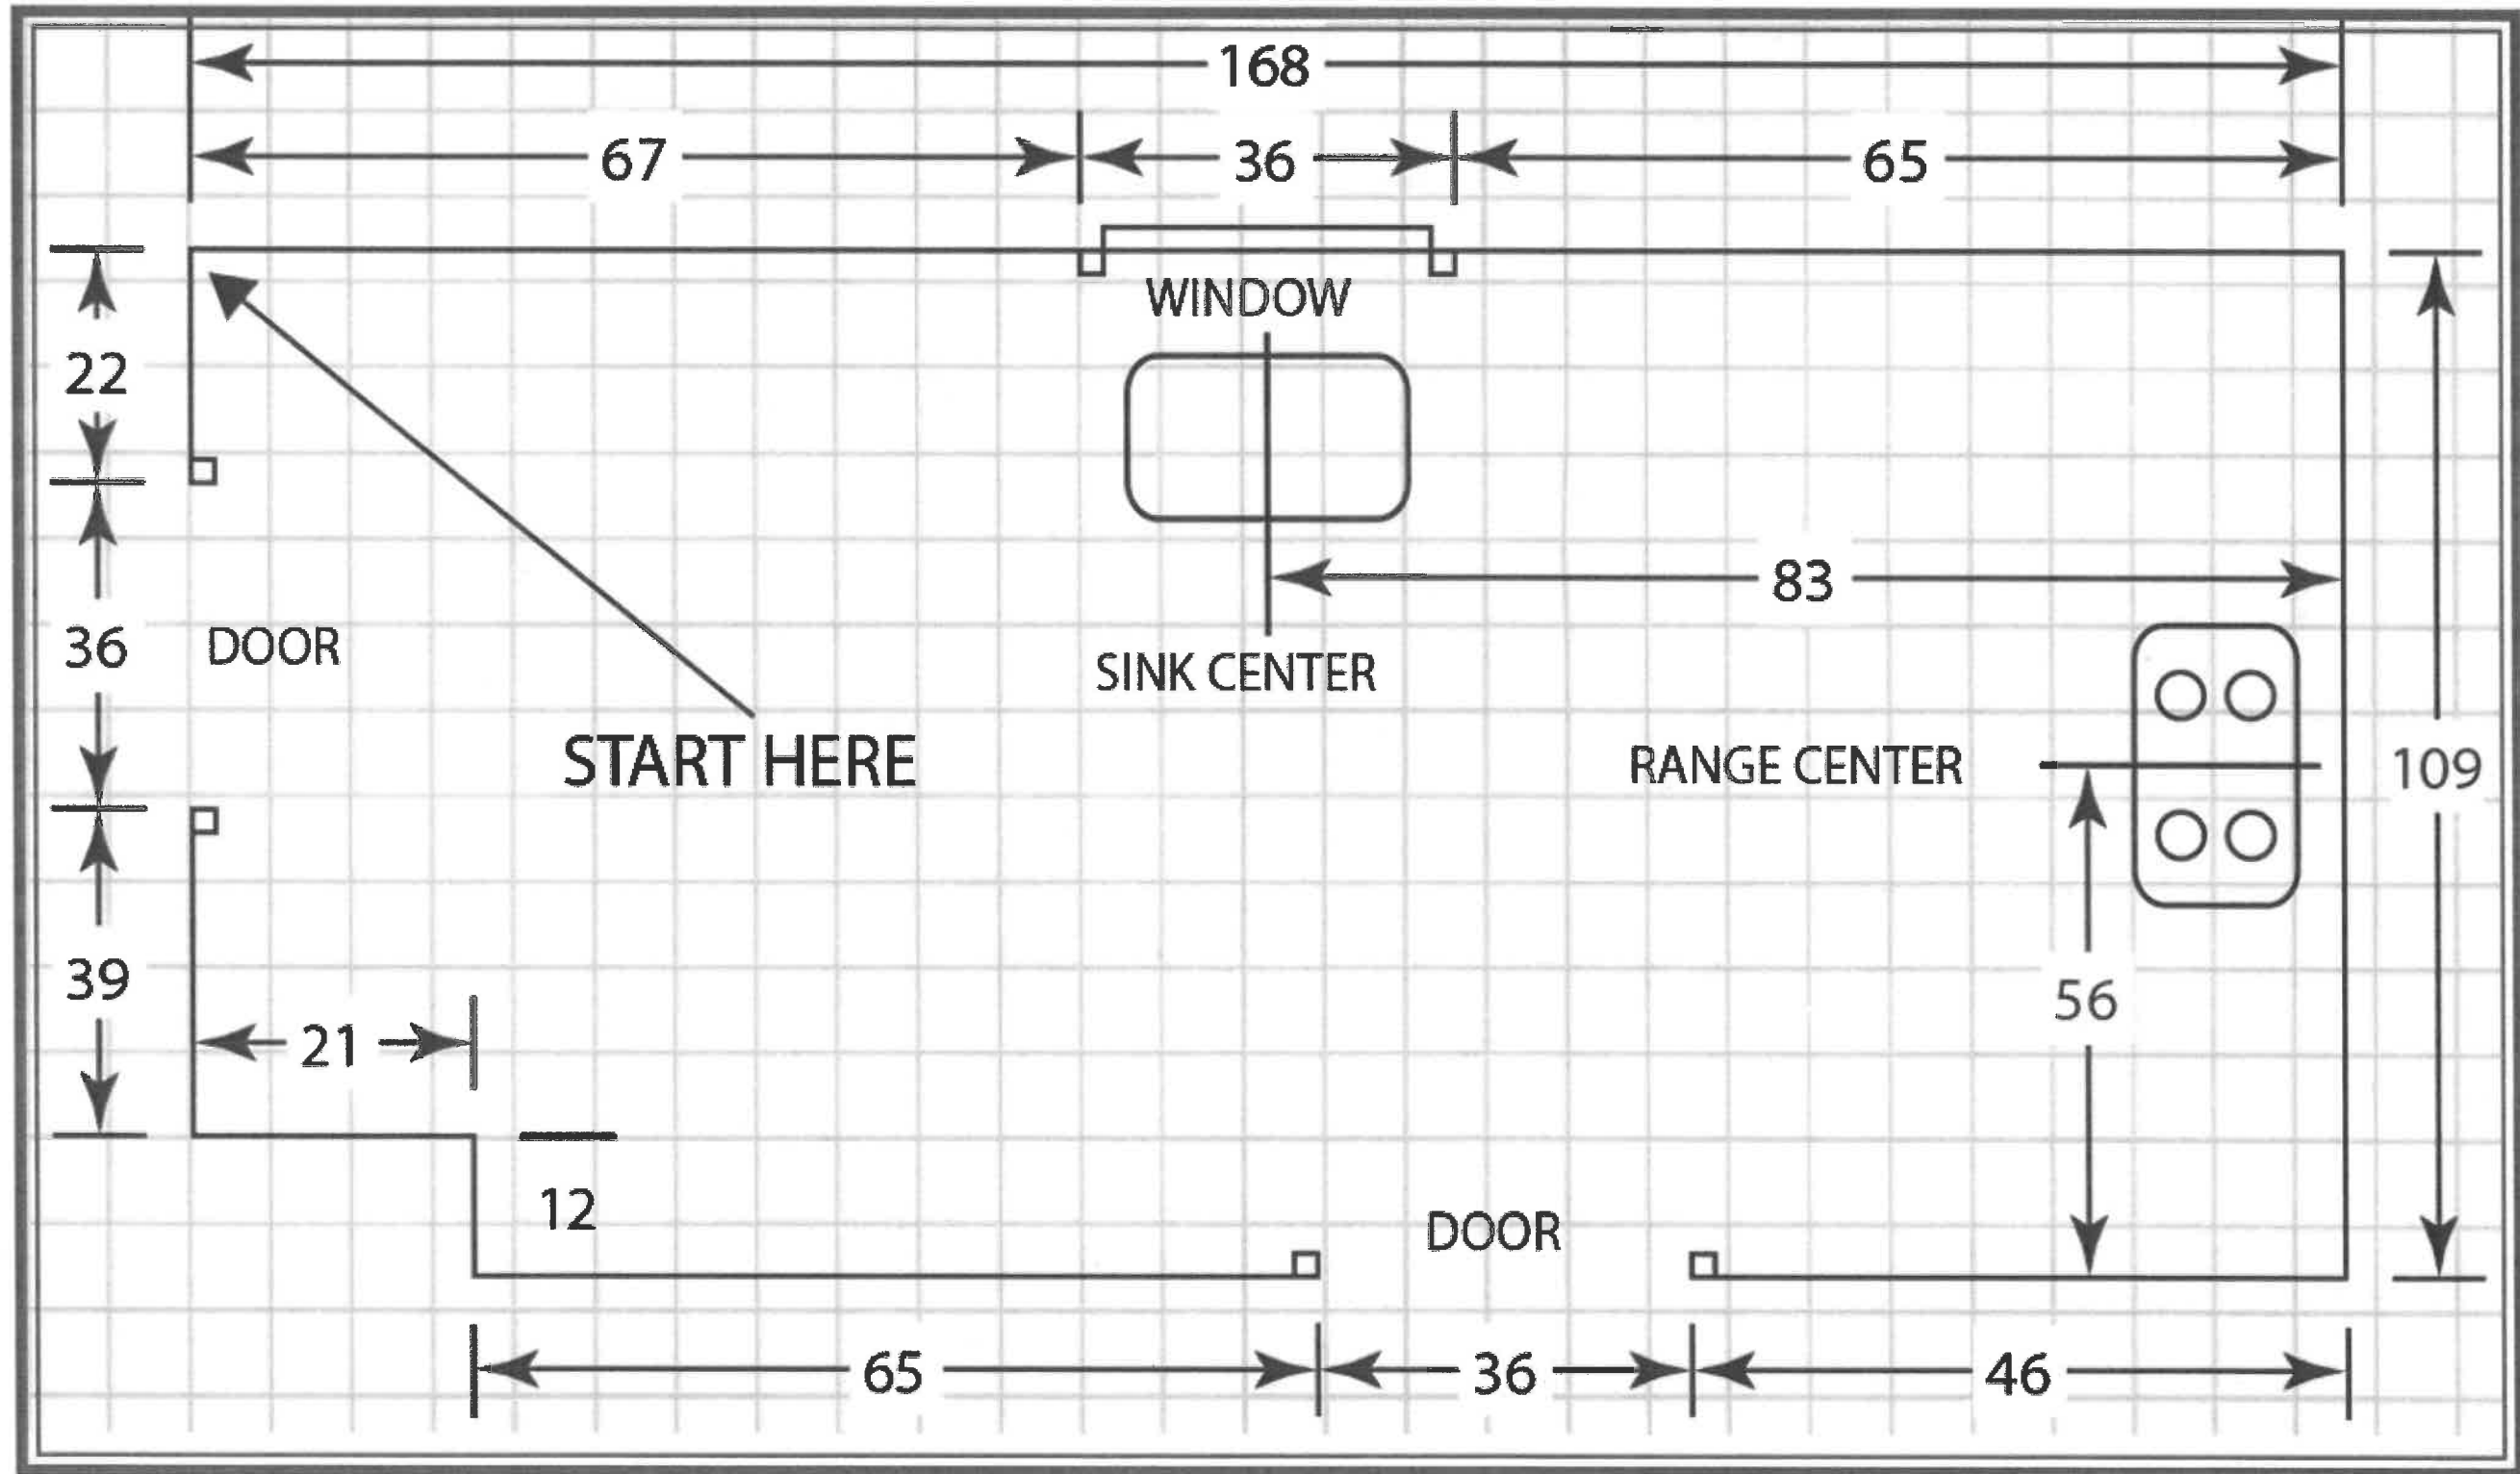 168
67 36 65
WINDOW
22
83
36 DOOR
SINK CENTER
START HERE
RANGE CENTER
109
39
56
21
12
DOOR
65 36 46